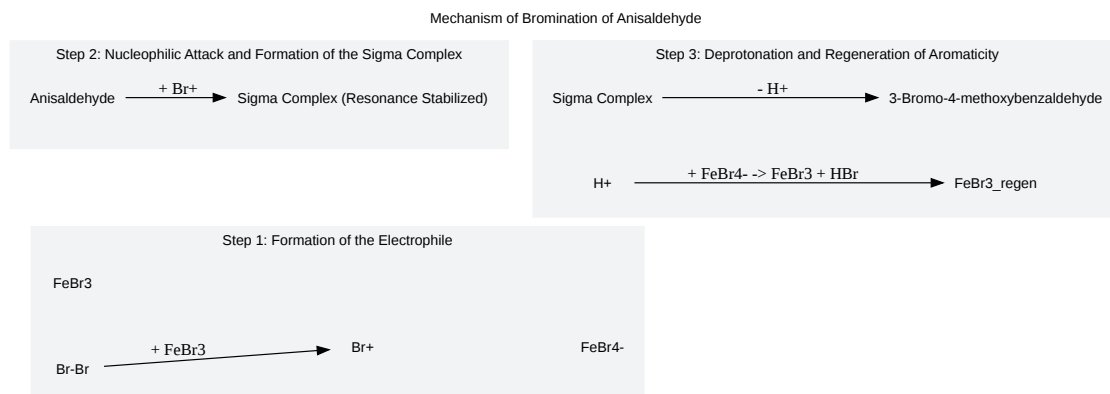 Mechanism of Bromination of Anisaldehyde
Step 2: Nucleophilic Attack and Formation of the Sigma Complex
Anisaldehyde
+ Br+
Sigma Complex (Resonance Stabilized)
Step 3: Deprotonation and Regeneration of Aromaticity
Sigma Complex
- H+
3-Bromo-4-methoxybenzaldehyde
H+
+ FeBr4- -> FeBr3 + HBr
FeBr3_regen
Step 1: Formation of the Electrophile
FeBr3
Br-Br
+ FeBr3
Br+
FeBr4-